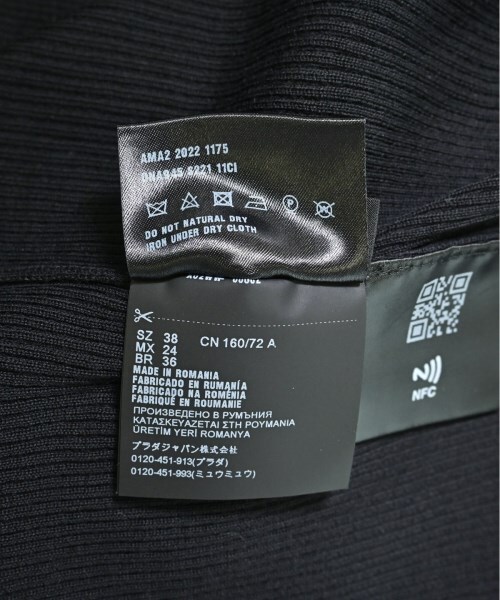 AMA2 2022 1175
S221 11CI
DO NOT NATURAL DRY
IRON UNDER DRY CLOTH
SZ 38 CN 160/72 A
MX 24
BR 36
MADE IN ROMANIA
FABRICADO EN RUMANÍA
FABRICADO NA ROMÉNIA
FABRIQUÉ EN ROUMANIE
ПРОИЗВЕДЕНО В РУМЪНИЯ
ΚΑΤΑΣΚΕΥΑΖΕΤΑΙ ΣΤΗ ΡΟΥΜΑΝΙΑ
ÜRETİM YERİ ROMANYA
プラダジャパン株式会社
0120-451-913(プラダ)
0120-451-993(ミュウミュウ)
NFC